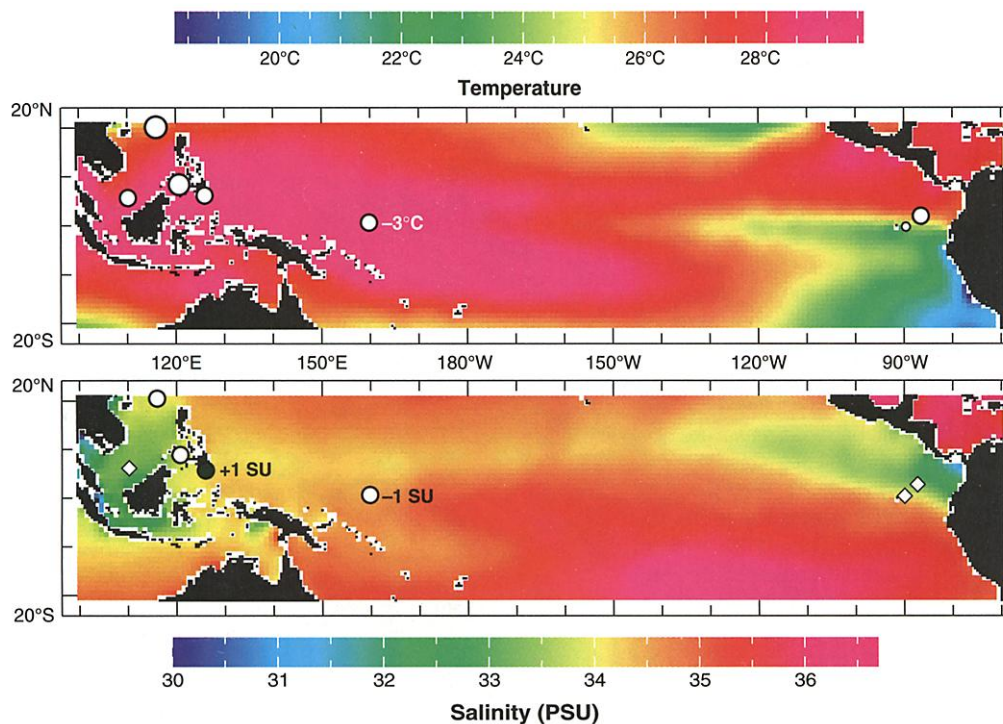 20°C 22°C 24°C 26°C 28°C
Temperature
20°N
–3°C
20°S
120°E 150°E 180°W 150°W 120°W 90°W
20°N
+1 SU
–1 SU
20°S
30 31 32 33 34 35 36
Salinity (PSU)